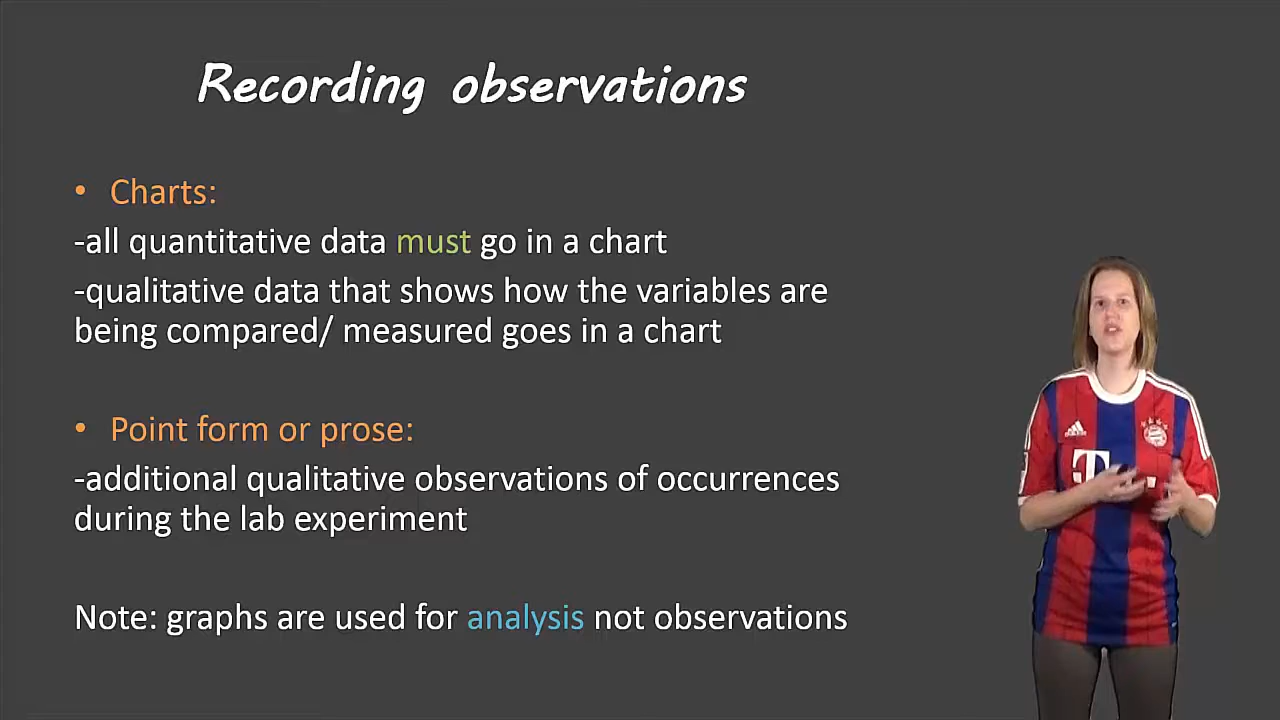 Recording observations
• Charts:
-all quantitative data must go in a chart
-qualitative data that shows how the variables are
being compared/ measured goes in a chart
• Point form or prose:
-additional qualitative observations of occurrences
during the lab experiment
Note: graphs are used for analysis not observations
adidas
T